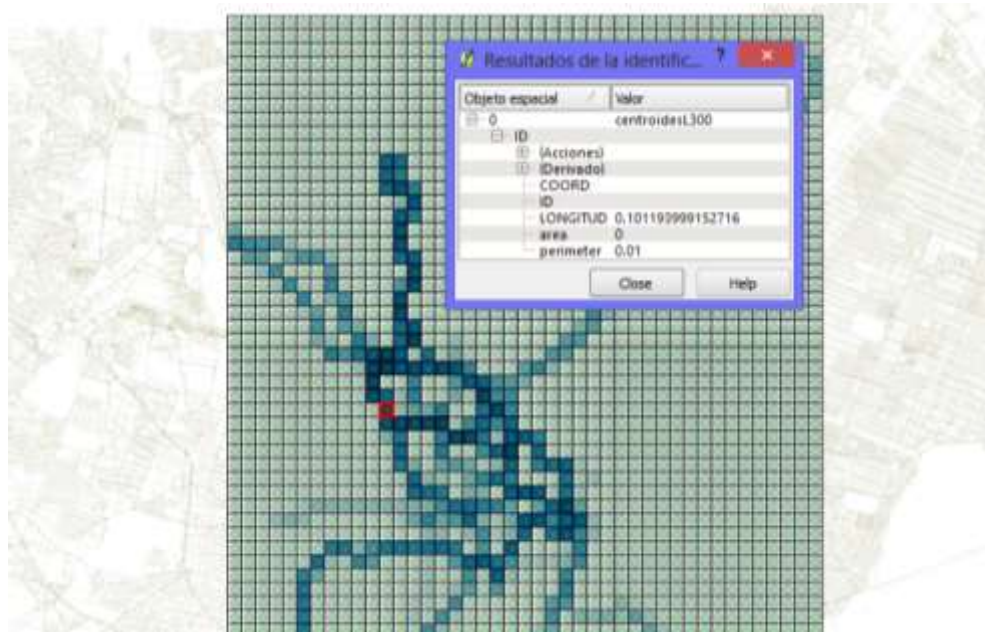 Resultados de la identific... ?
Objeto espacial Valor
0 centroidesL300
ID
(Acciones)
(Derivado)
COORD
ID
LONGITUD 0.101193999152716
area 0
perimeter 0.01
Close Help